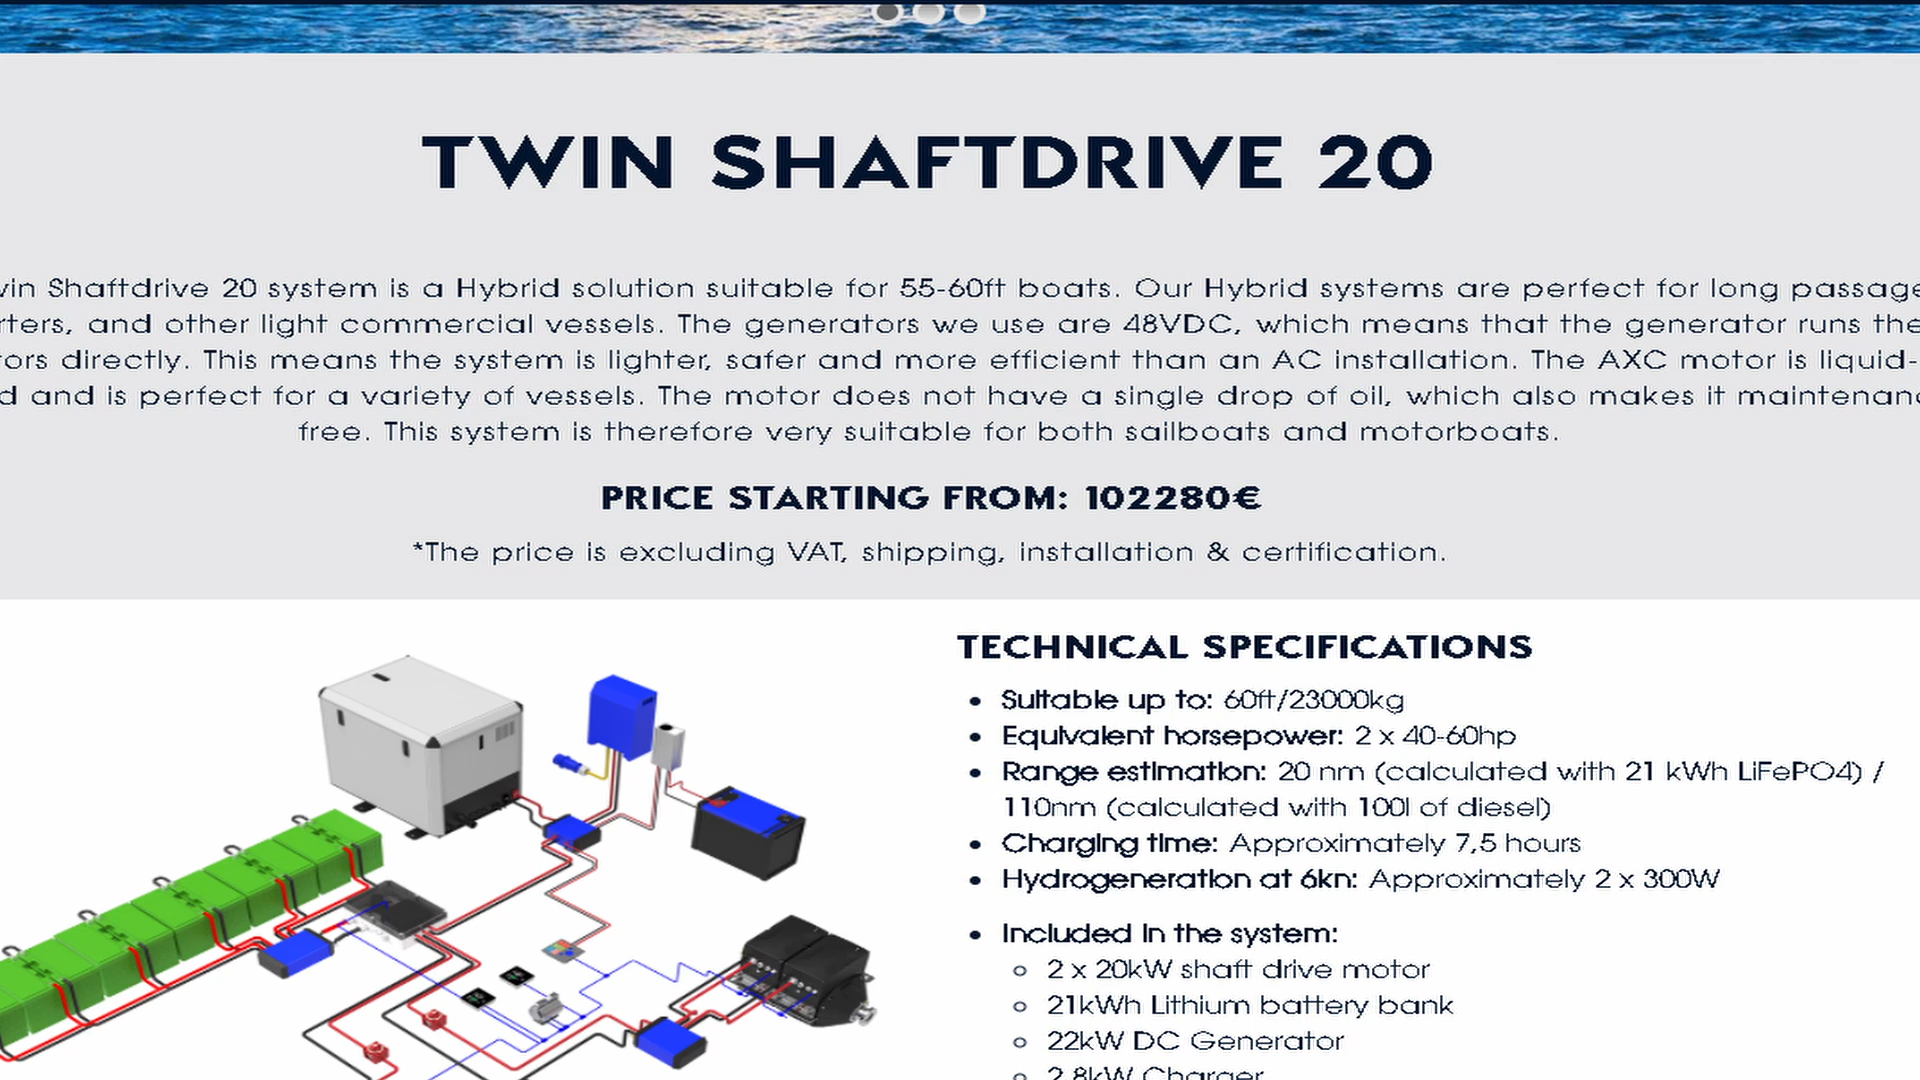 TWIN SHAFTDRIVE 20
Shaftdrive 20 system is a Hybrid solution suitable for 55-60ft boats. Our Hybrid systems are perfect for long
and other light commercial vessels. The generators we use are 48VDC, which means that the generator runs the
directly. This means the system is lighter, safer and more efficient than an AC installation. The AXC motor is liquid-
and is perfect for a variety of vessels. The motor does not have a single drop of oil, which also makes it
free. This system is therefore very suitable for both sailboats and motorboats.
PRICE STARTING FROM: 102280€
*The price is excluding VAT, shipping, installation & certification.
TECHNICAL SPECIFICATIONS
• Suitable up to: 60ft/23000kg
• Equivalent horsepower: 2 x 40-60hp
• Range estimation: 20 nm (calculated with 21 kWh LiFePO4) /
110nm (calculated with 100l of diesel)
• Charging time: Approximately 7,5 hours
• Hydrogeneration at 6kn: Approximately 2 x 300W
• Included in the system:
○ 2 x 20kW shaft drive motor
○ 21kWh Lithium battery bank
○ 22kW DC Generator
○ 2,8kW Charger